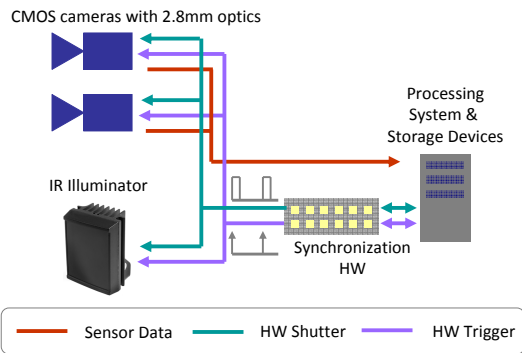 CMOS cameras with 2.8mm optics
Processing
System &
Storage Devices
IR Illuminator
Synchronization
HW
Sensor Data
HW Shutter
HW Trigger